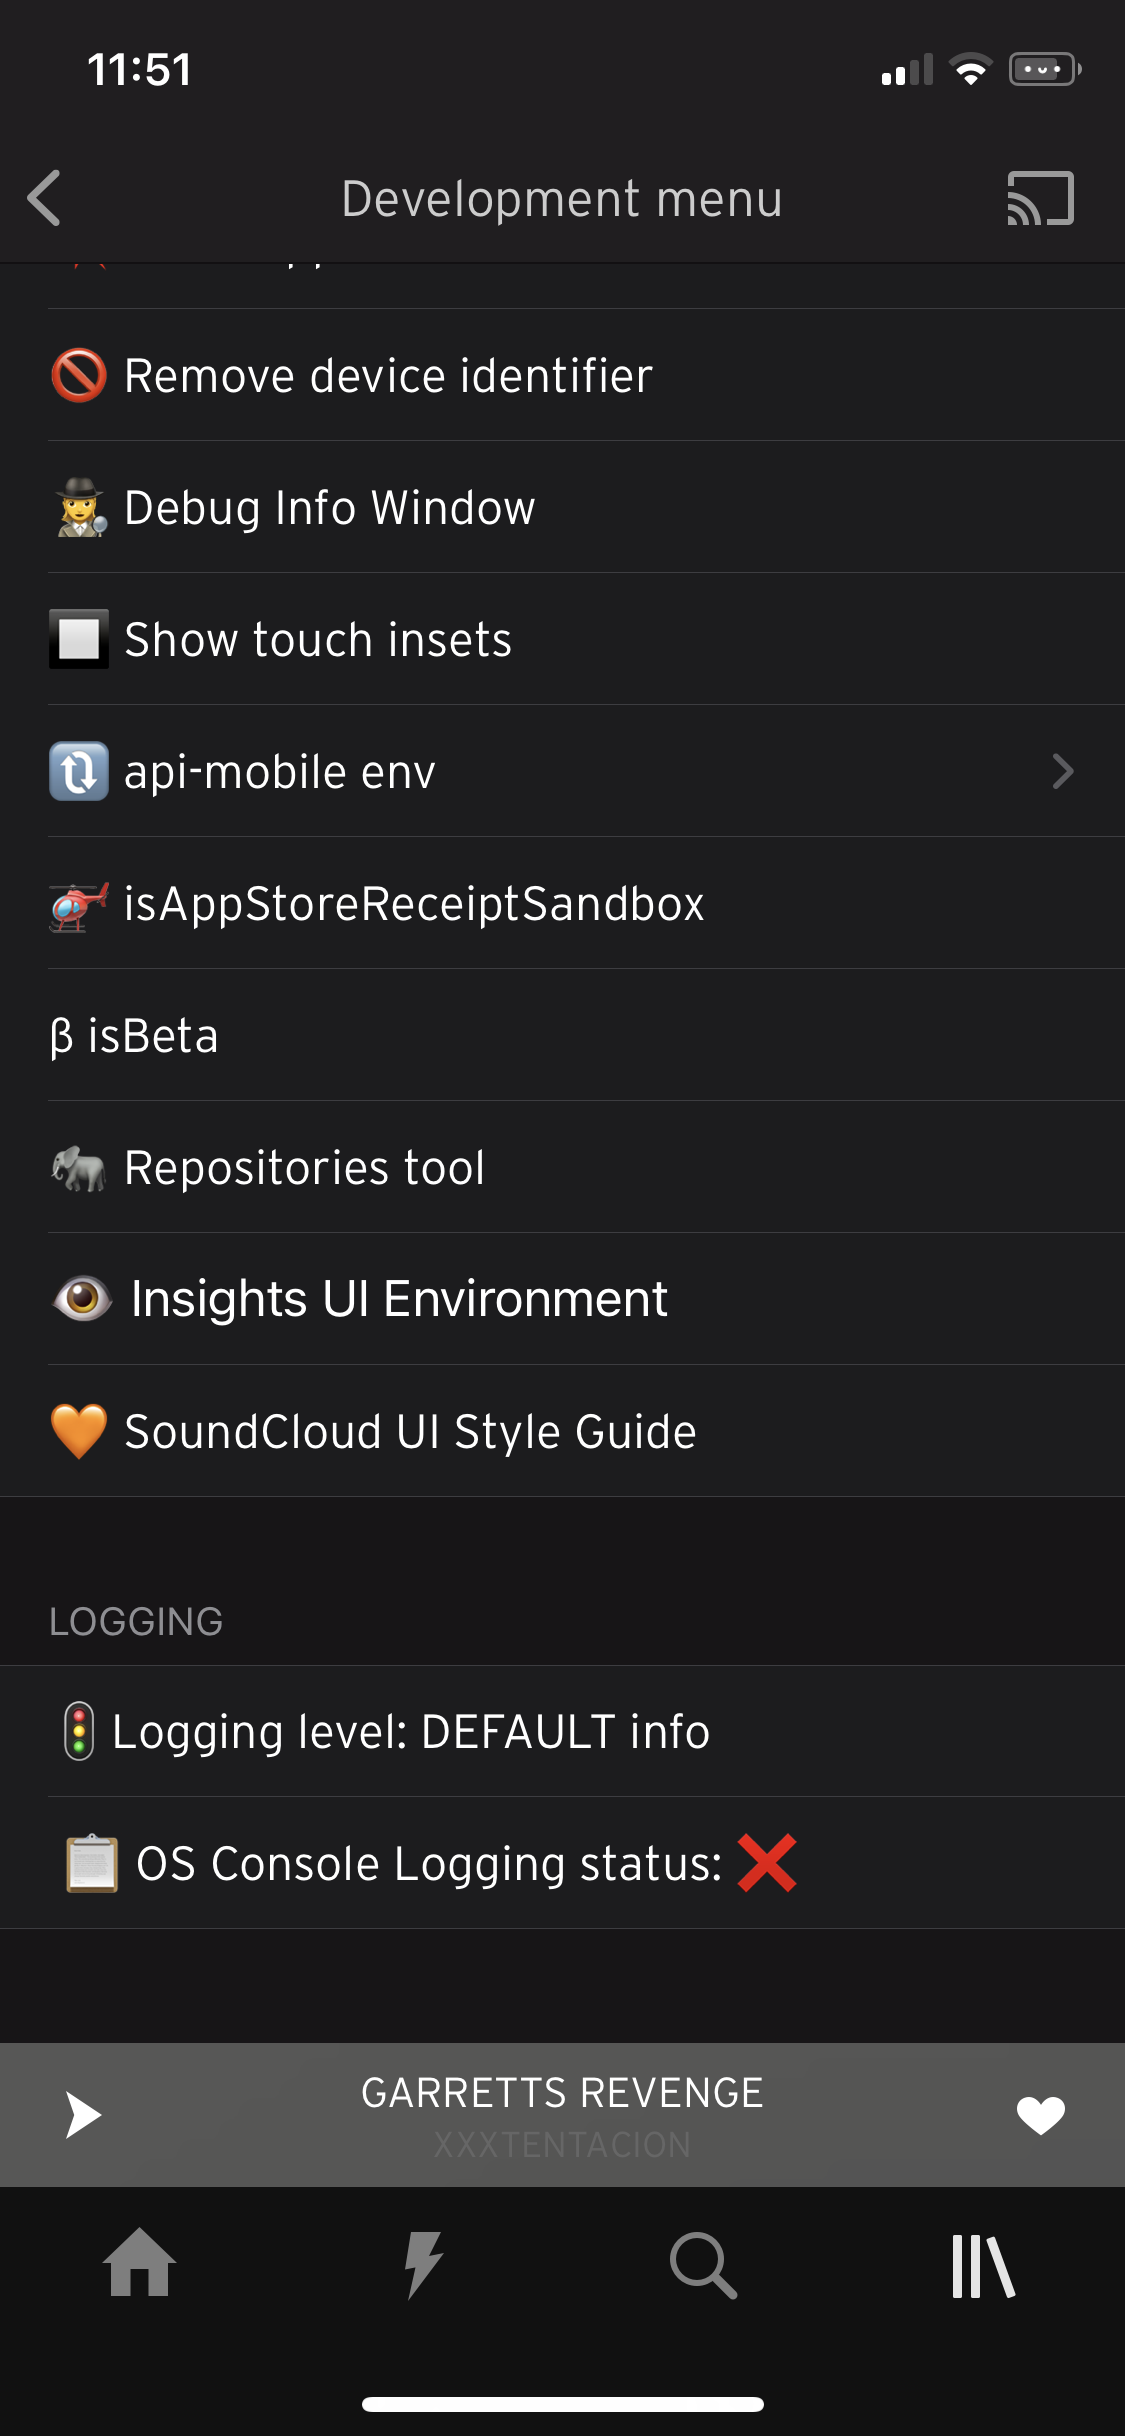 11:51
Development menu
Remove device identifier
Debug Info Window
Show touch insets
api-mobile env
isAppStoreReceiptSandbox
β isBeta
Repositories tool
Insights UI Environment
SoundCloud UI Style Guide
LOGGING
Logging level: DEFAULT info
OS Console Logging status: ❌
GARRETTS REVENGE
XXXTENTACION